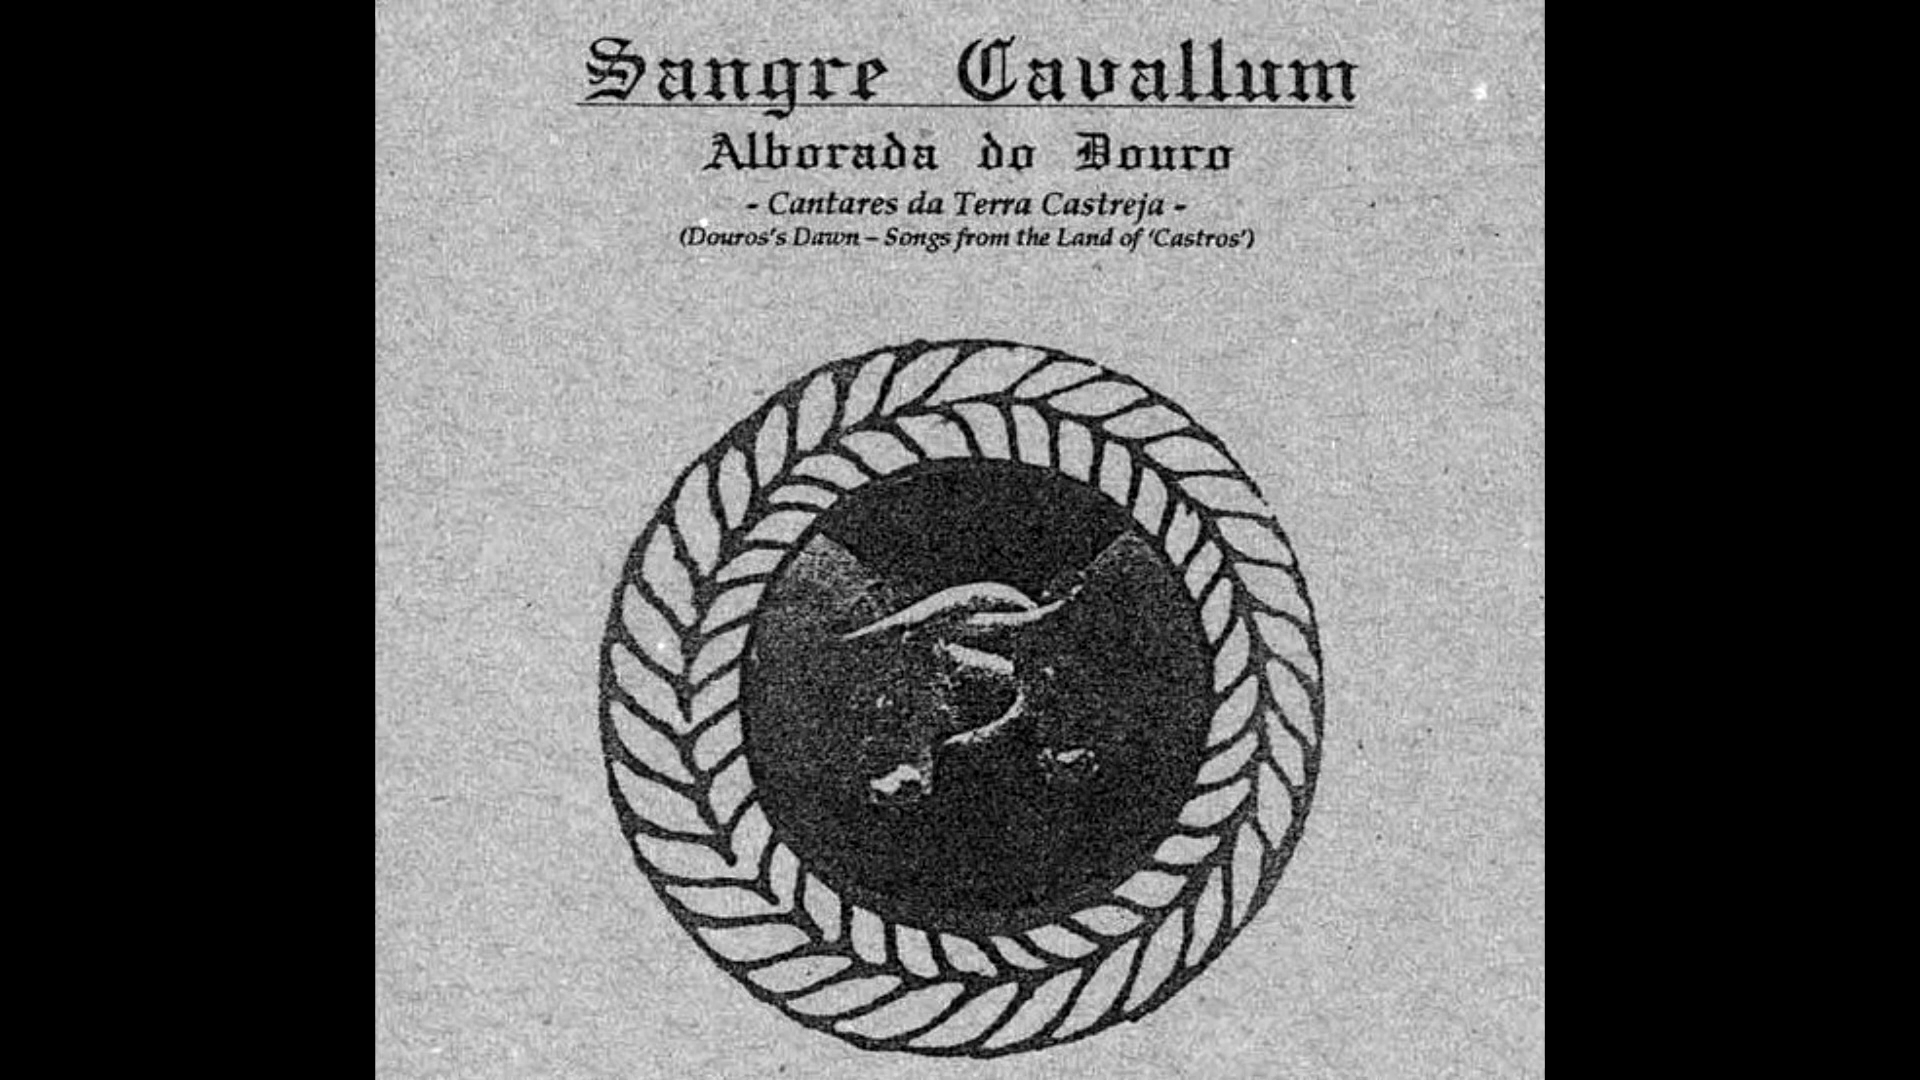 Sangre Cavallum
Alborada do Douro
- Cantares da Terra Castreja -
(Douros's Dawn – Songs from the Land of 'Castros')